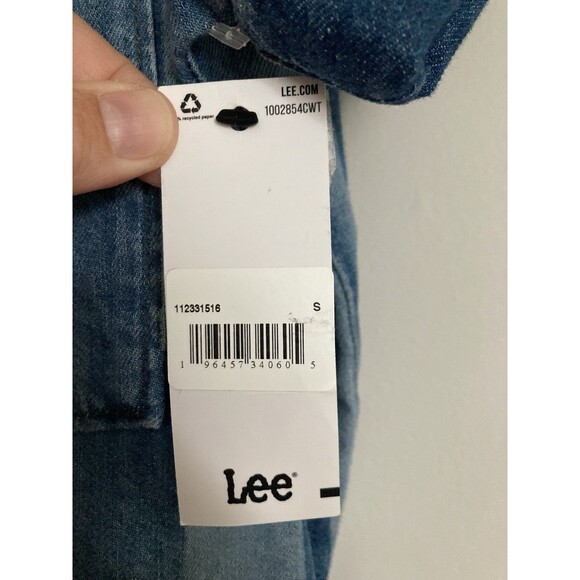 LEE.COM
1002854CWT
% recycled paper
112331516 S
1 96457 34060 5
Lee®